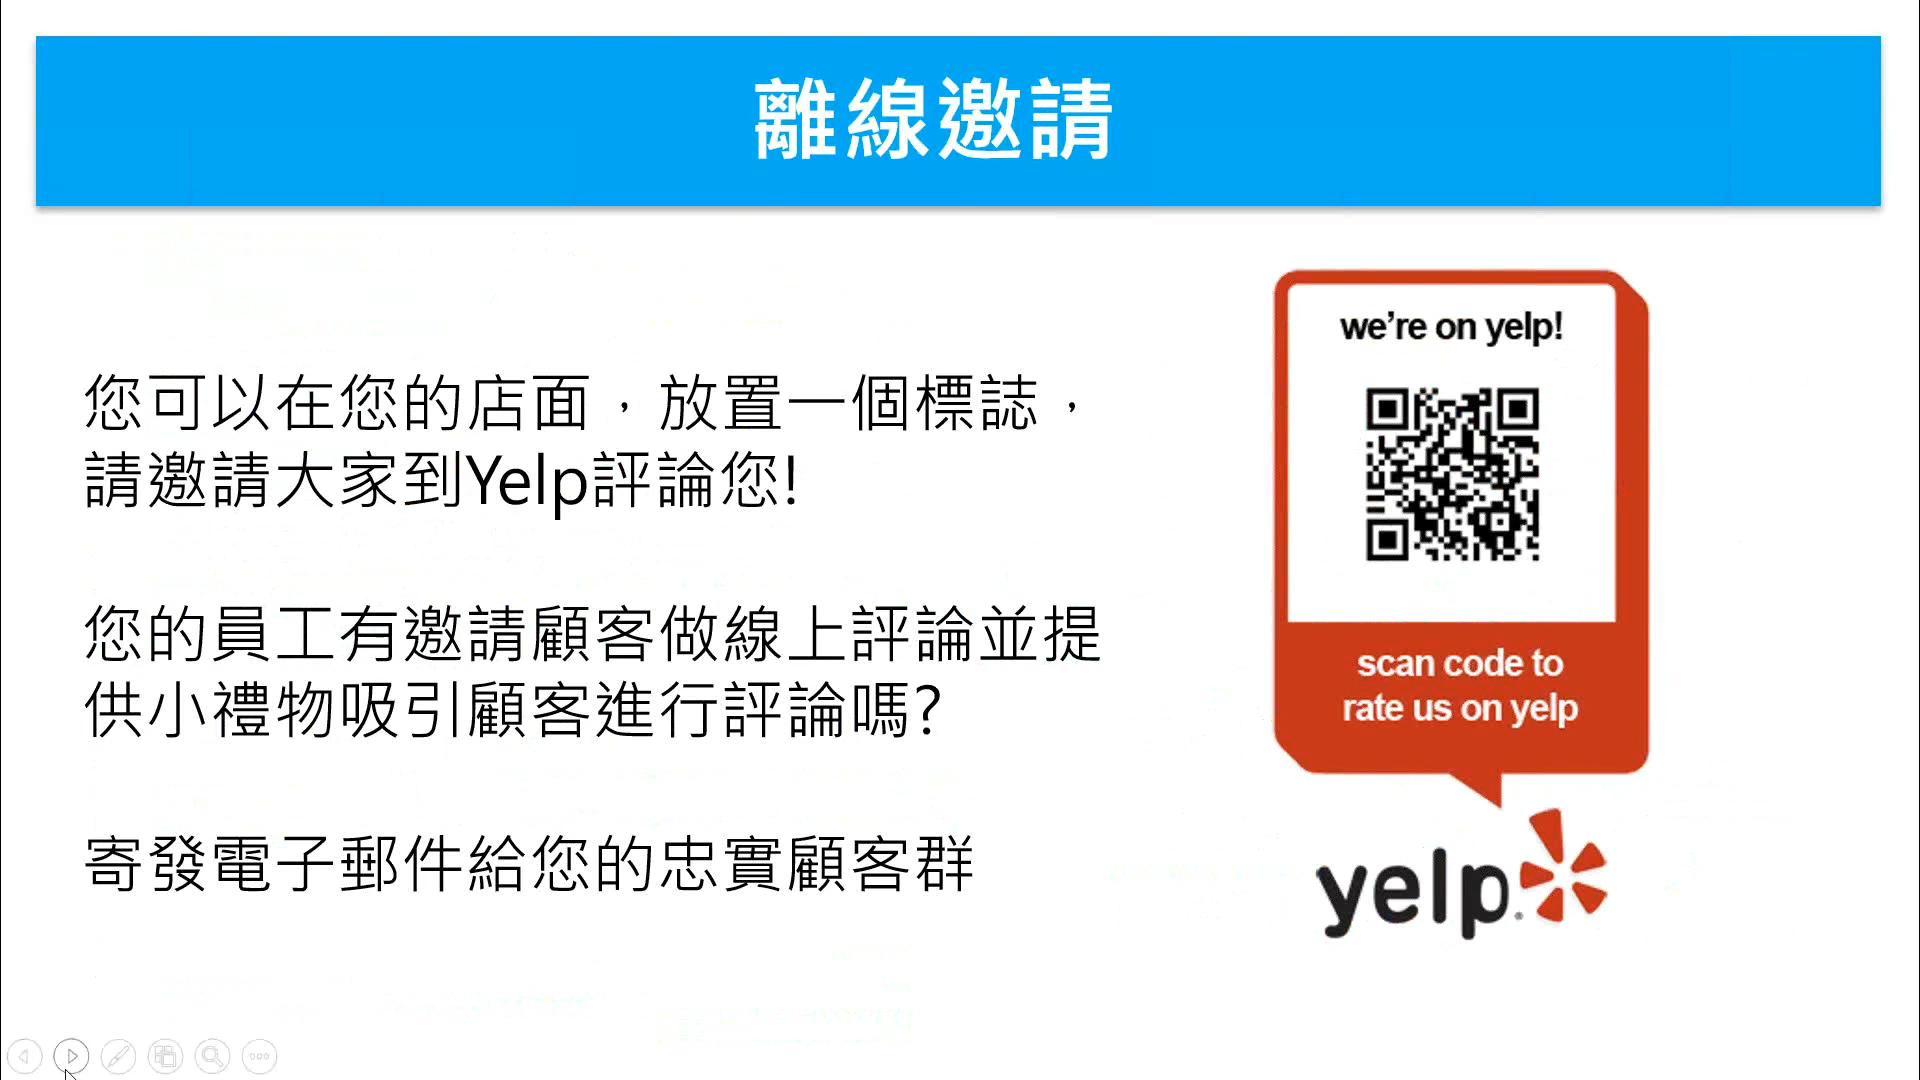 離線邀請
您可以在您的店面，放置一個標誌，
請邀請大家到Yelp評論您!
您的員工有邀請顧客做線上評論並提
供小禮物吸引顧客進行評論嗎?
寄發電子郵件給您的忠實顧客群
we're on yelp!
scan code to
rate us on yelp
yelp